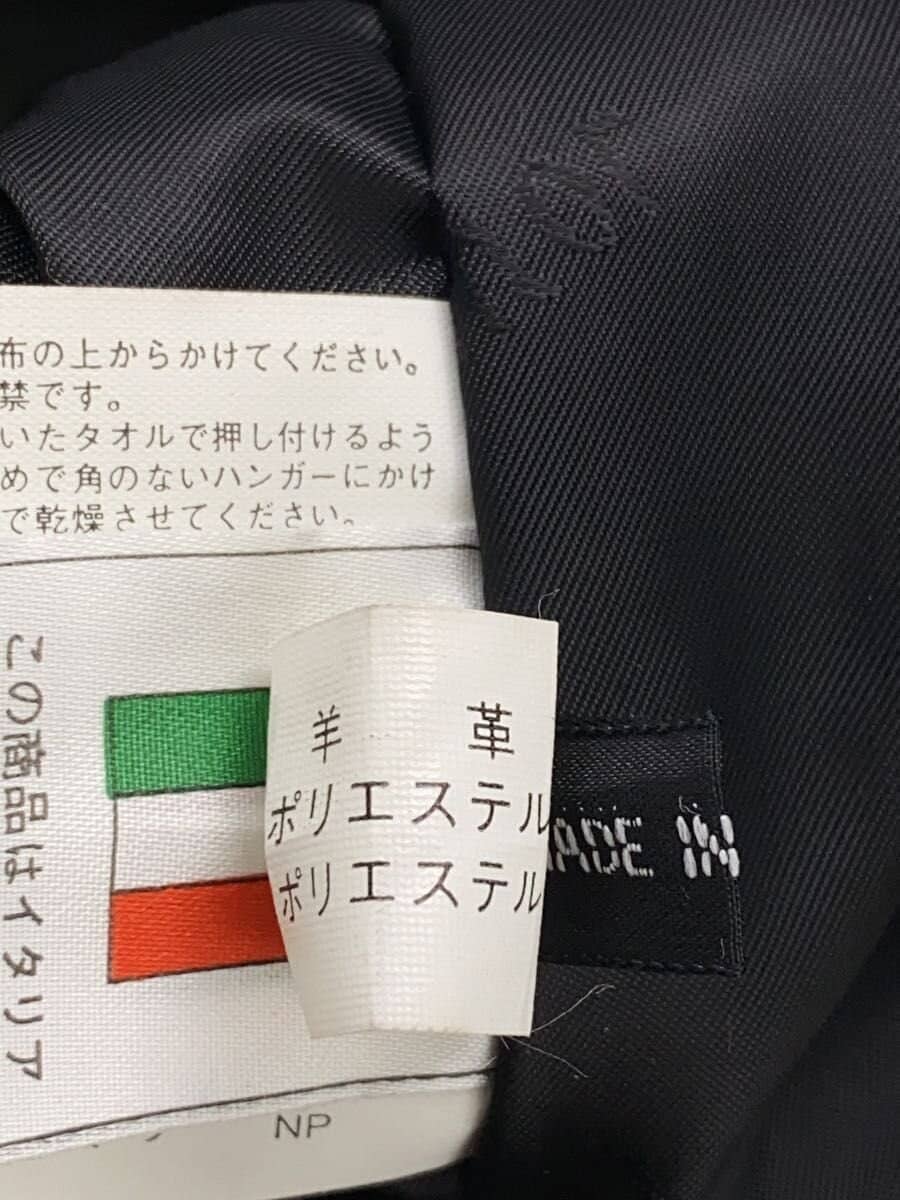 布の上からかけてください。
禁です。
いたタオルで押し付けるよう
めで角のないハンガーにかけ
で乾燥させてください。
この商品はイタリア
羊　革
ポリエステル
ポリエステル
ADE IN
NP